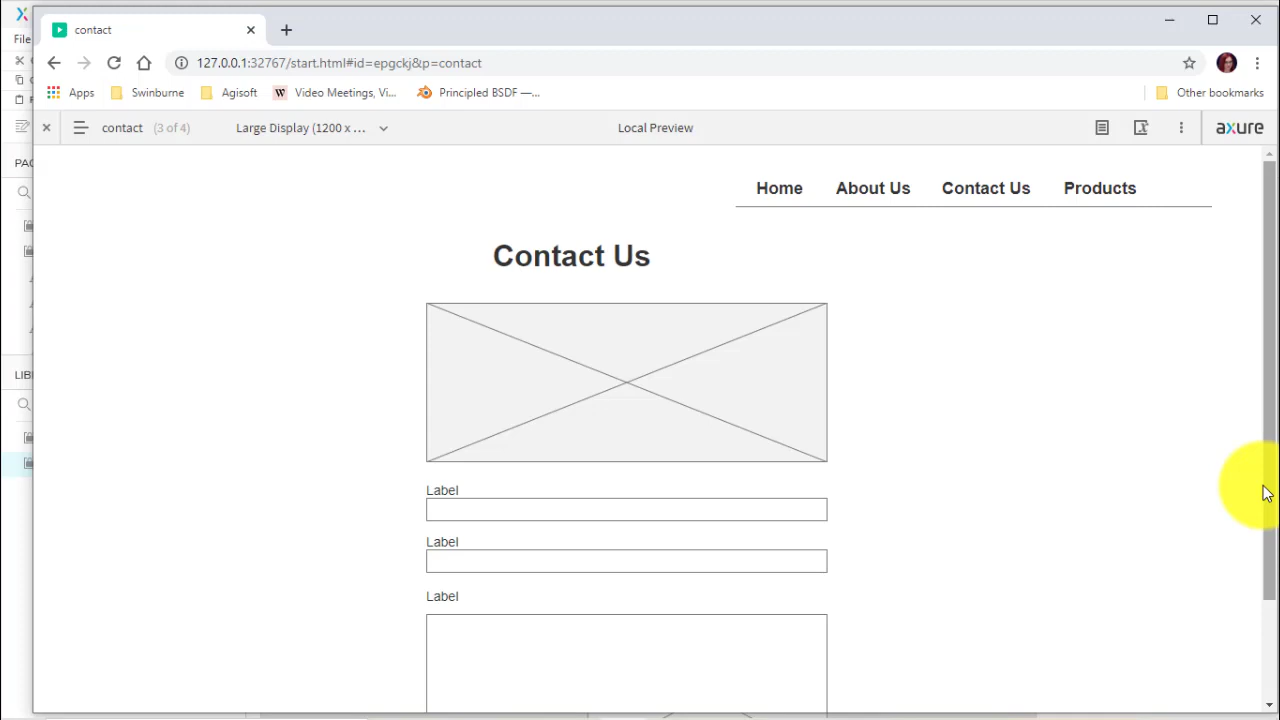 contact
File
127.0.0.1:32767/start.html#id=epgckj&p=contact
Apps Swinburne Agisoft Video Meetings, Vi... Principled BSDF —... Other bookmarks
contact (3 of 4) Large Display (1200 x ... Local Preview axure
PAG
Home About Us Contact Us Products
Contact Us
LIB
Label
Label
Label